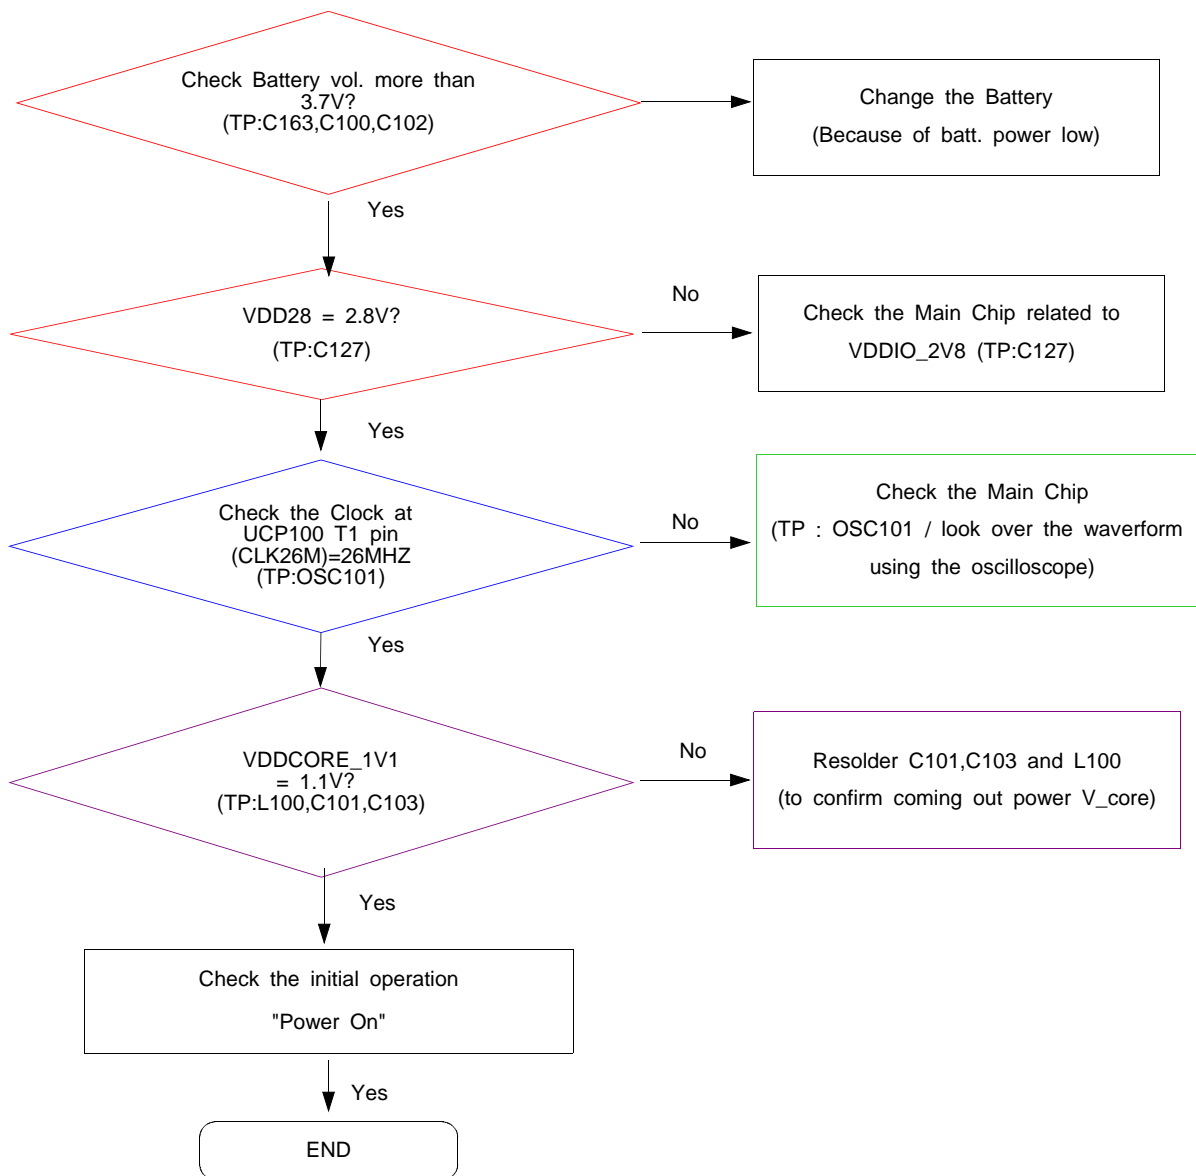 Check Battery vol. more than
3.7V?
(TP:C163,C100,C102)
Change the Battery
(Because of batt. power low)
Yes
VDD28 = 2.8V?
(TP:C127)
No
Check the Main Chip related to
VDDIO_2V8 (TP:C127)
Yes
Check the Clock at
UCP100 T1 pin
(CLK26M)=26MHZ
(TP:OSC101)
No
Check the Main Chip
(TP : OSC101 / look over the waverform
using the oscilloscope)
Yes
VDDCORE_1V1
= 1.1V?
(TP:L100,C101,C103)
No
Resolder C101,C103 and L100
(to confirm coming out power V_core)
Yes
Check the initial operation
"Power On"
Yes
END